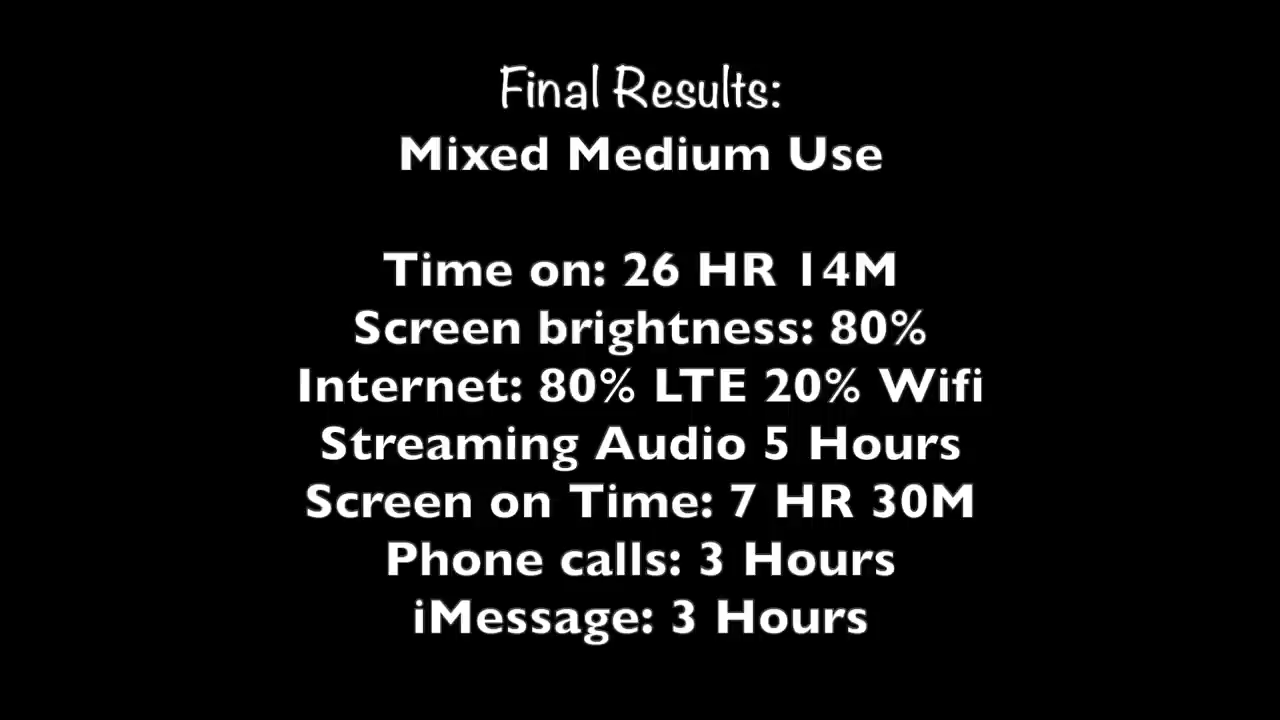 Final Results:
Mixed Medium Use
Time on: 26 HR 14M
Screen brightness: 80%
Internet: 80% LTE 20% Wifi
Streaming Audio 5 Hours
Screen on Time: 7 HR 30M
Phone calls: 3 Hours
iMessage: 3 Hours